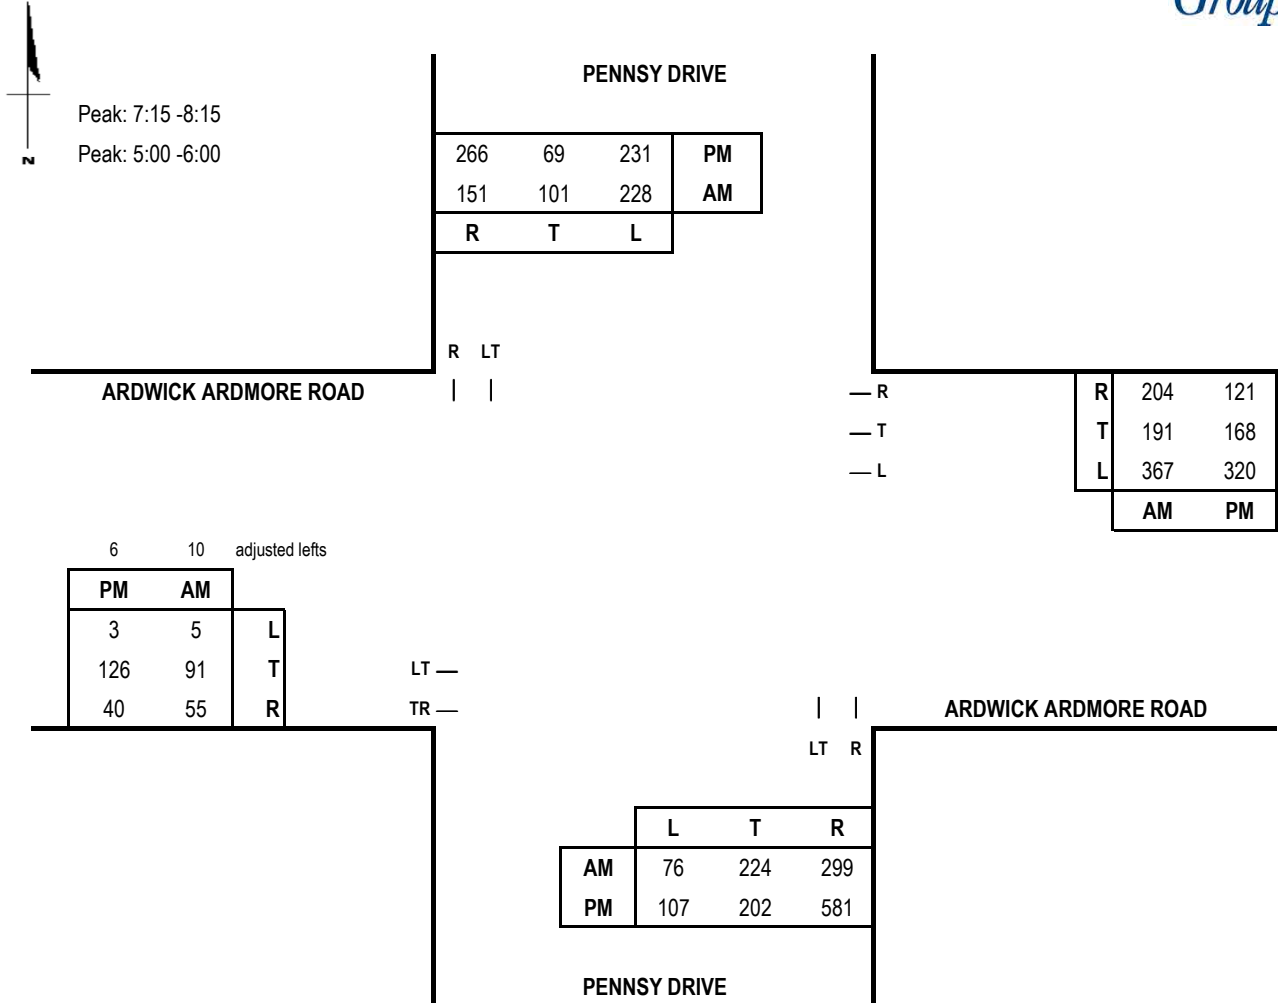 Group
PENNSY DRIVE
Peak: 7:15 -8:15
Peak: 5:00 -6:00
N
266 69 231 PM
151 101 228 AM
R T L
R LT
ARDWICK ARDMORE ROAD
R
T
L
R 204 121
T 191 168
L 367 320
AM PM
6 10 adjusted lefts
PM AM
3 5 L
126 91 T
40 55 R
LT
TR
ARDWICK ARDMORE ROAD
LT R
L T R
AM 76 224 299
PM 107 202 581
PENNSY DRIVE